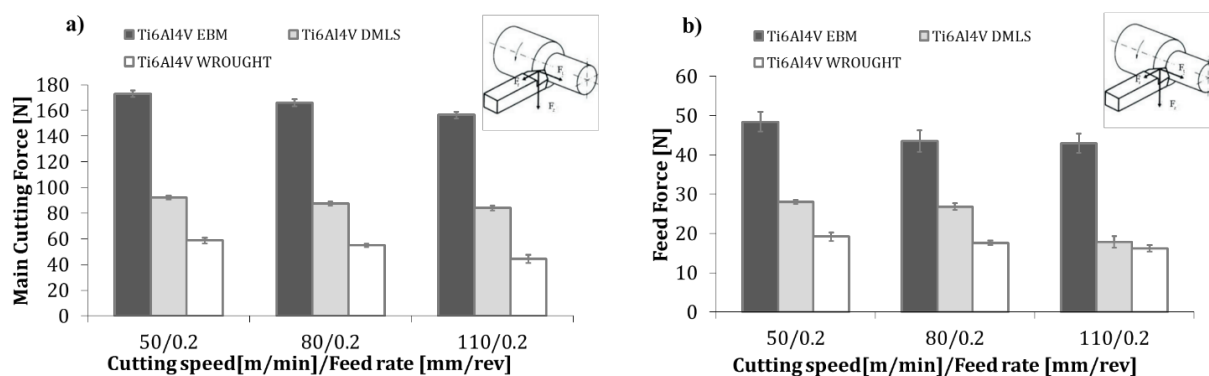 a)
Ti6Al4V EBM
Ti6Al4V DMLS
Ti6Al4V WROUGHT
Main Cutting Force [N]
180
160
140
120
100
80
60
40
20
0
50/0.2
80/0.2
110/0.2
Cutting speed[m/min]/Feed rate [mm/rev]
b)
Ti6Al4V EBM
Ti6Al4V DMLS
Ti6Al4V WROUGHT
Feed Force [N]
60
50
40
30
20
10
0
50/0.2
80/0.2
110/0.2
Cutting speed[m/min]/Feed rate [mm/rev]